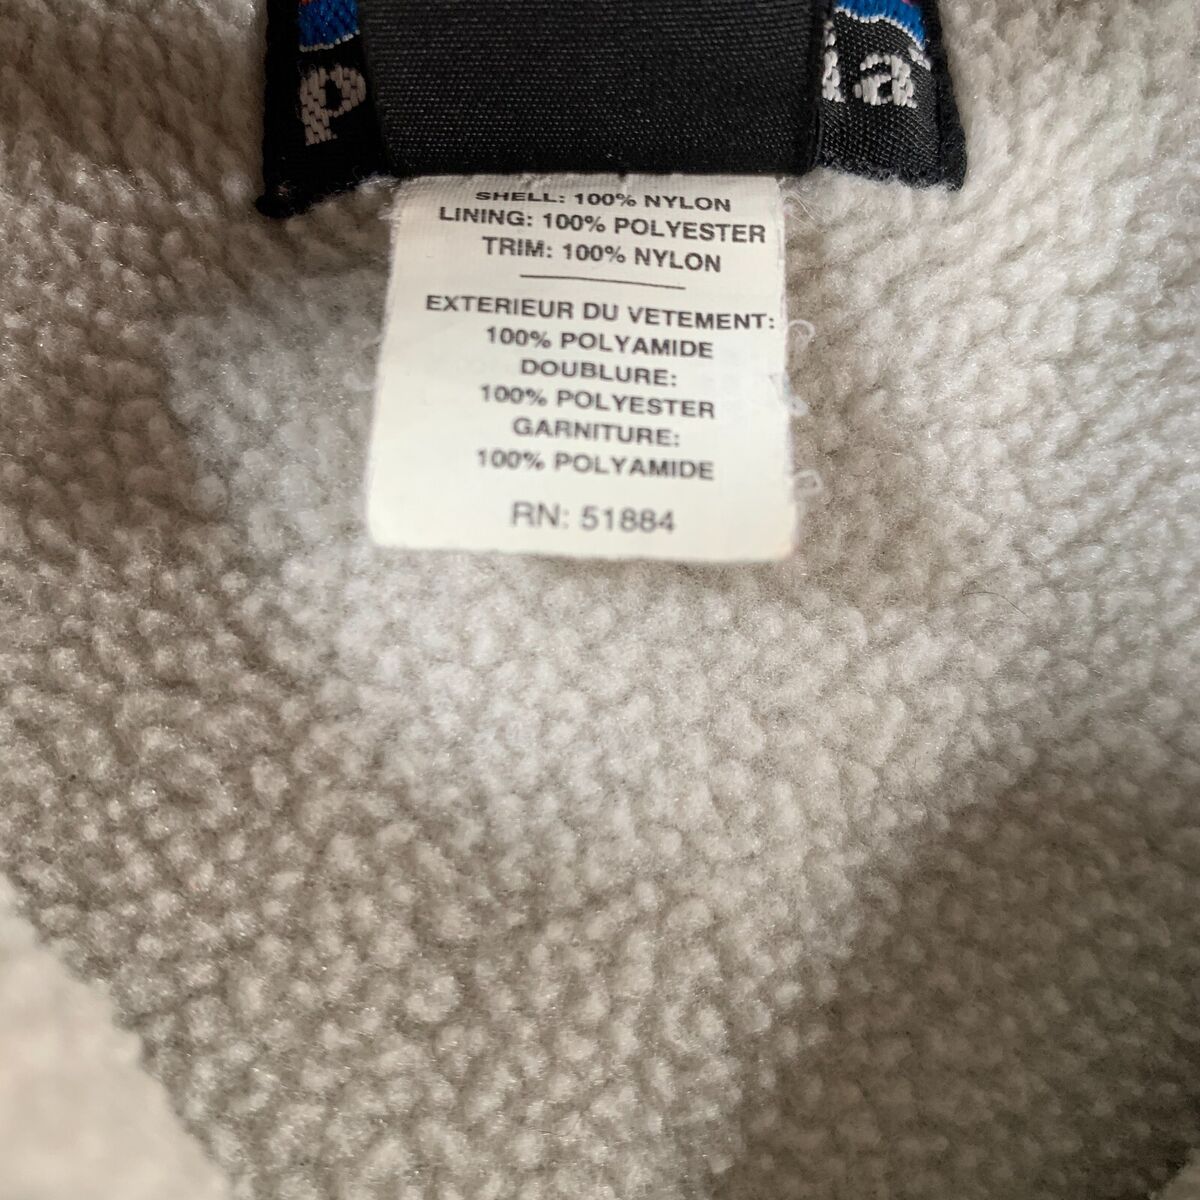 p ia
SHELL: 100% NYLON
LINING: 100% POLYESTER
TRIM: 100% NYLON
EXTERIEUR DU VETEMENT:
100% POLYAMIDE
DOUBLURE:
100% POLYESTER
GARNITURE:
100% POLYAMIDE
RN: 51884